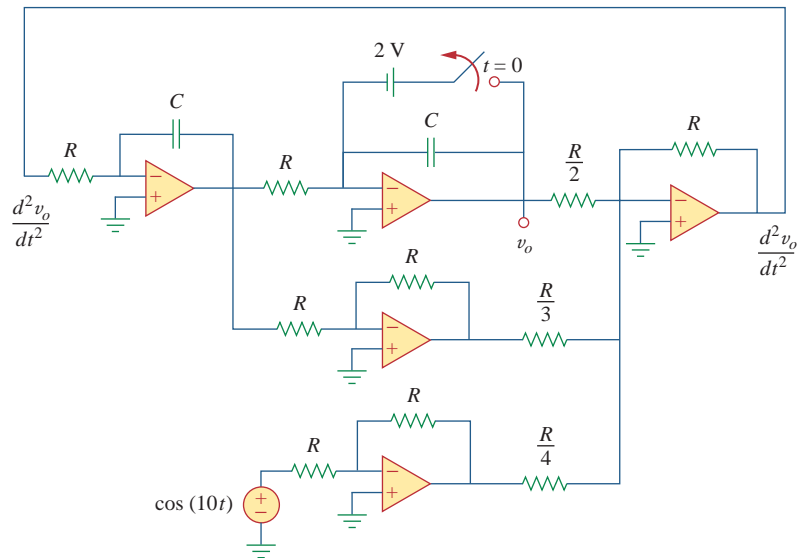 2 V
t = 0
C
C
R
R
R
R/2
− +
− +
− +
d²vₒ/dt²
vₒ
d²vₒ/dt²
R
R
R/3
− +
R
R
R/4
− +
cos (10t)
+ −